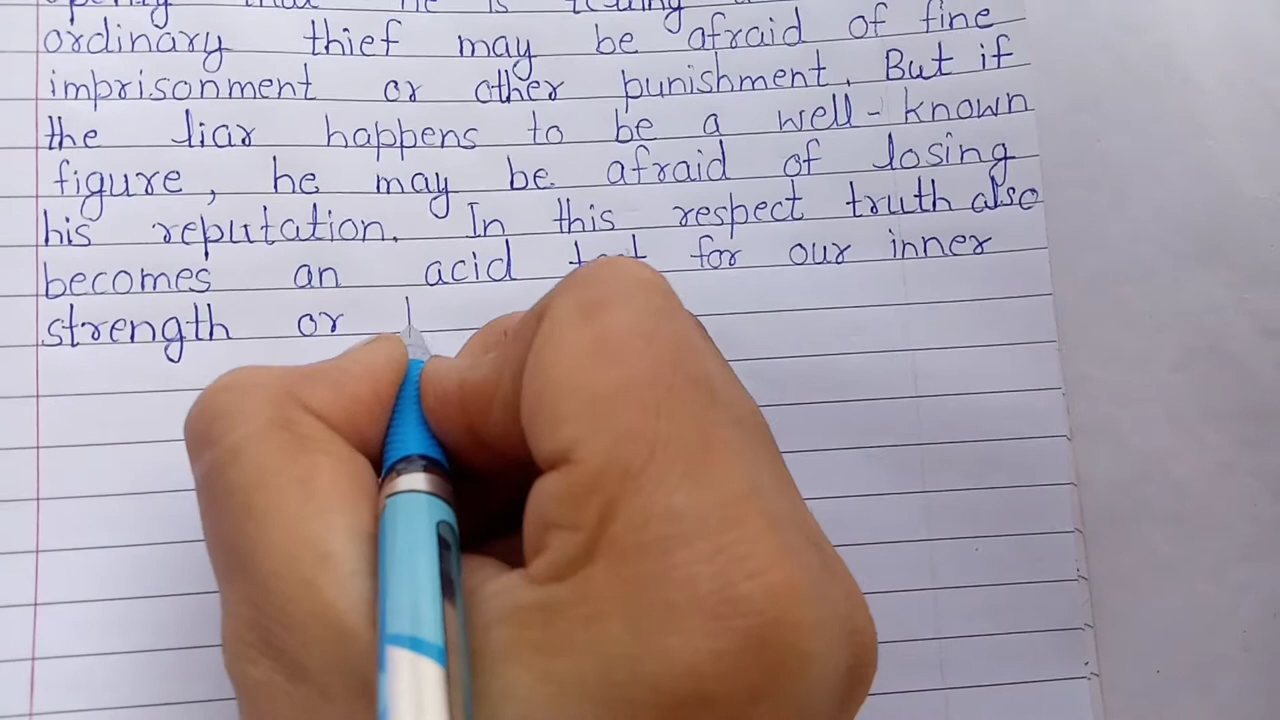 he is
ordinary thief may be afraid of fine
imprisonment or other punishment. But if
the liar happens to be a well-known
figure, he may be afraid of losing
his reputation. In this respect truth also
becomes an acid for our inner
strength or